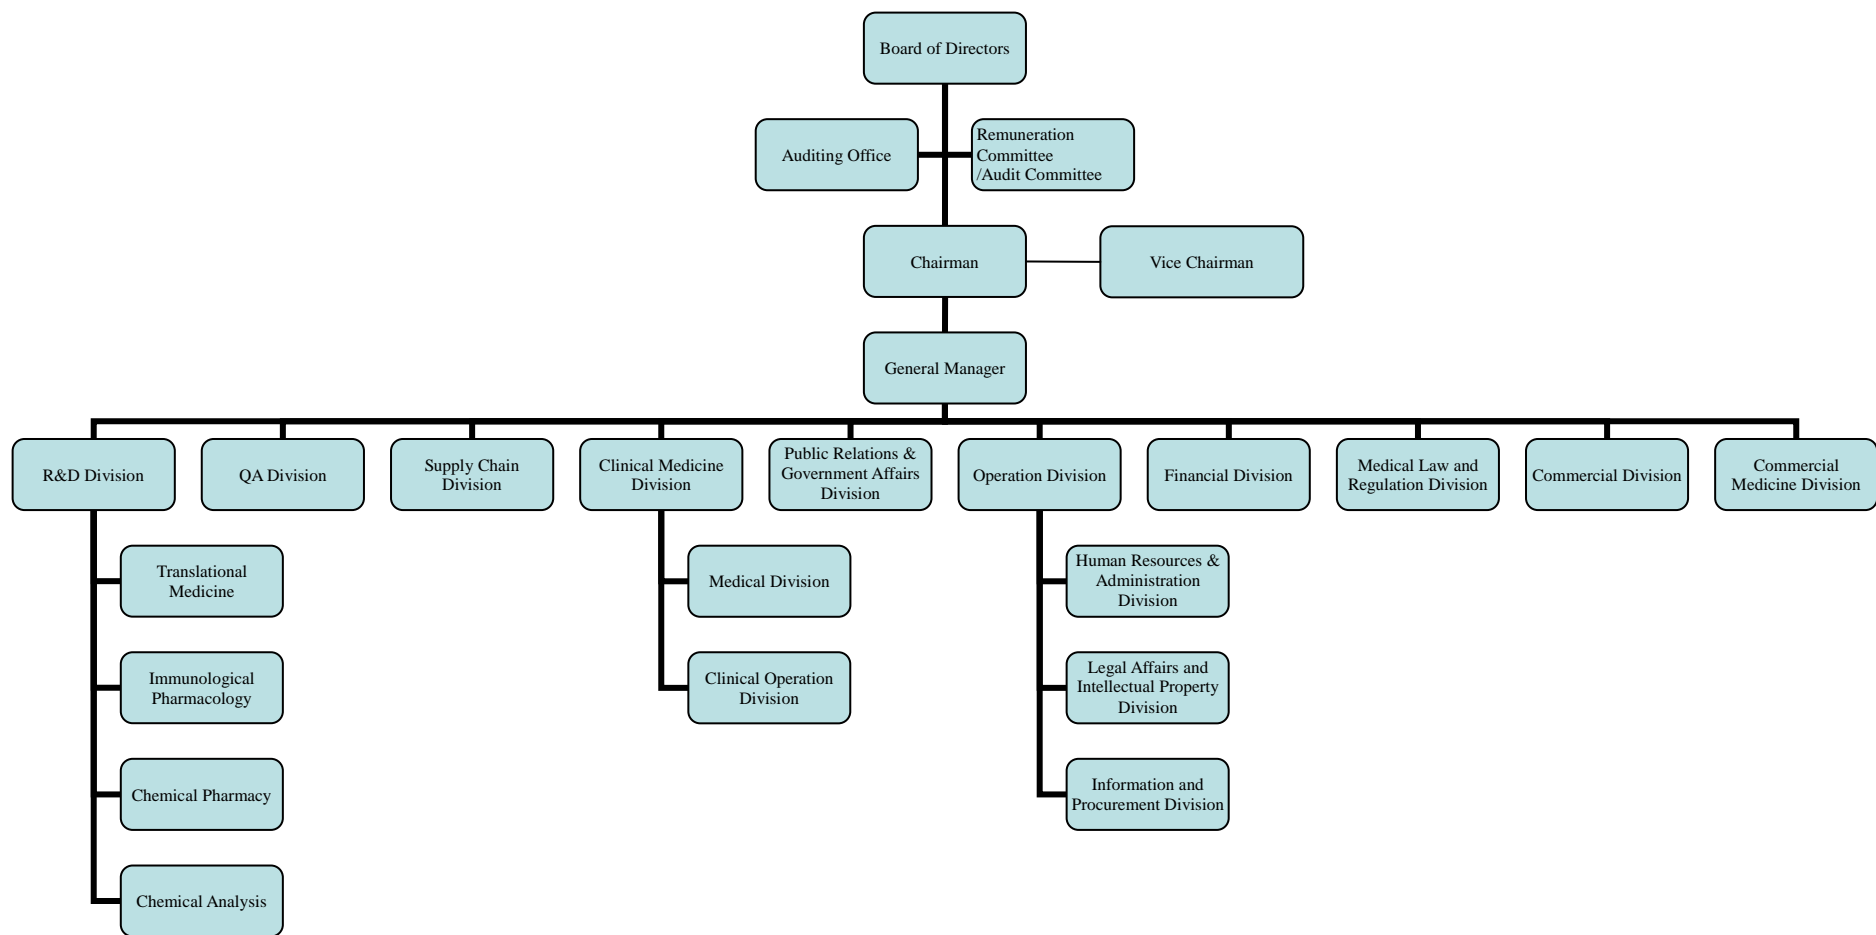 Board of Directors
Auditing Office
Remuneration
Committee
/Audit Committee
Chairman
Vice Chairman
General Manager
R&D Division
QA Division
Supply Chain
Division
Clinical Medicine
Division
Public Relations &
Government Affairs
Division
Operation Division
Financial Division
Medical Law and
Regulation Division
Commercial Division
Commercial
Medicine Division
Translational
Medicine
Immunological
Pharmacology
Chemical Pharmacy
Chemical Analysis
Medical Division
Clinical Operation
Division
Human Resources &
Administration
Division
Legal Affairs and
Intellectual Property
Division
Information and
Procurement Division